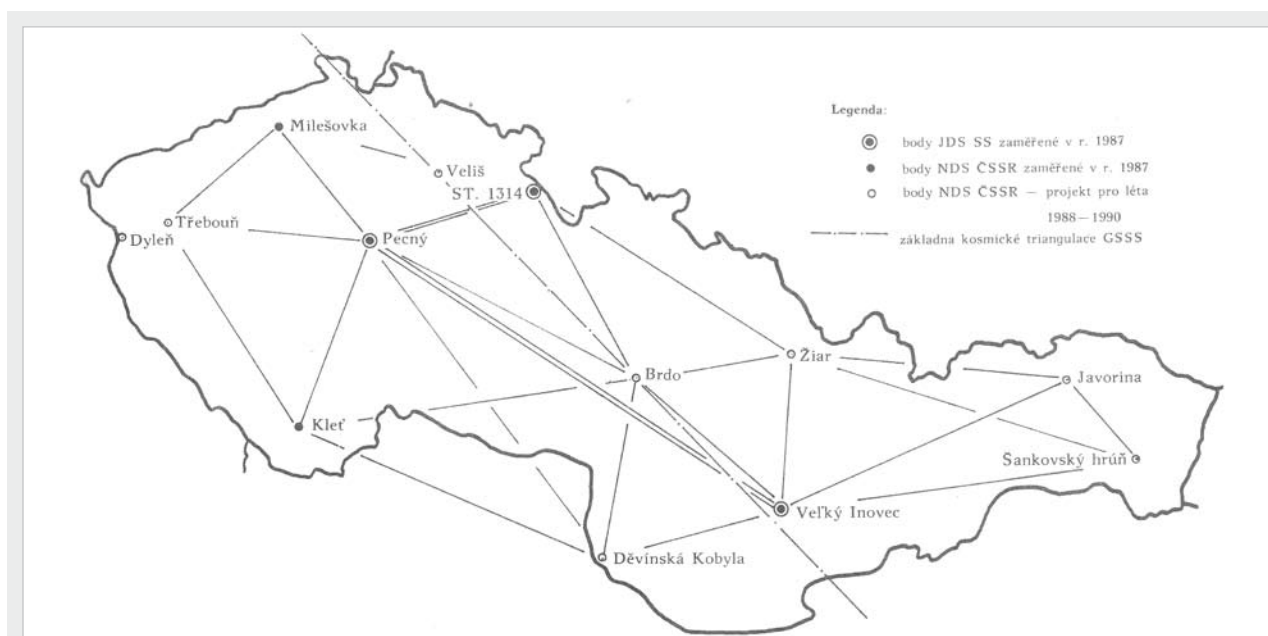 Legenda:
body JDS SS zaměřené v r. 1987
body NDS ČSSR zaměřené v r. 1987
body NDS ČSSR — projekt pro léta
1988—1990
základna kosmické triangulace GSSS
Milešovka
Veliš
ST. 1314
Třebouň
Dyleň
Pecný
Žiar
Brdo
Javorina
Kleť
Sankovský hrúň
Veľký Inovec
Děvínská Kobyla